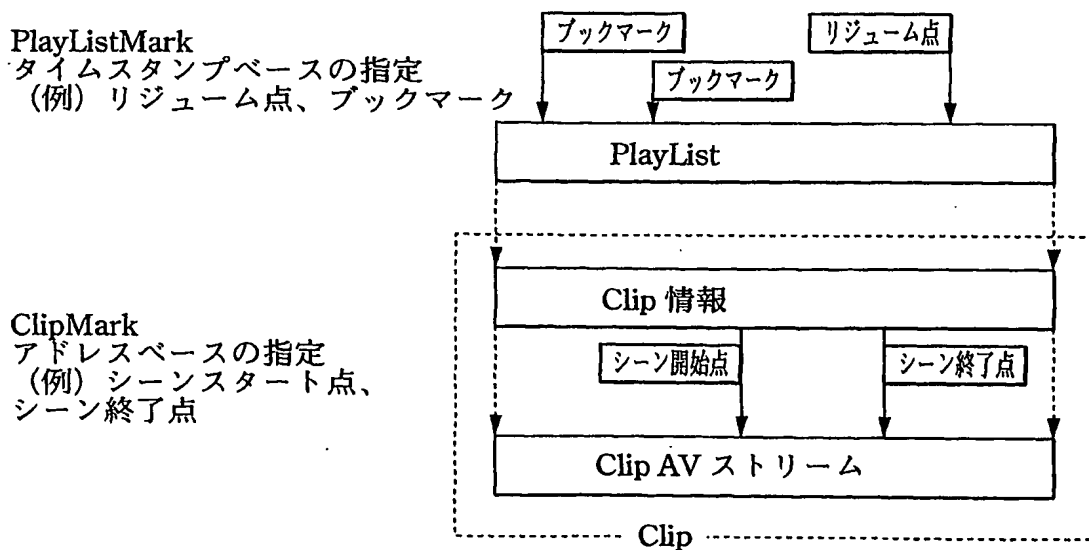 PlayListMark
タイムスタンプベースの指定
(例) リジューム点、ブックマーク
ブックマーク
ブックマーク
リジューム点
PlayList
Clip 情報
ClipMark
アドレスベースの指定
(例) シーンスタート点、
シーン終了点
シーン開始点
シーン終了点
Clip AV ストリーム
Clip